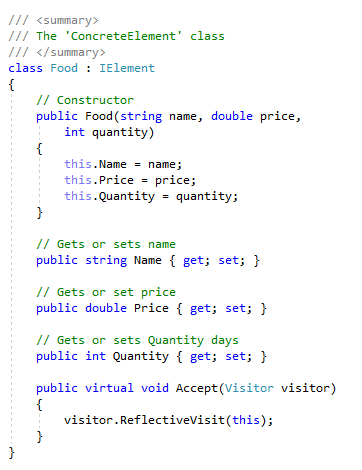 /// <summary>
/// The 'ConcreteElement' class
/// </summary>
class Food : IElement
{
    // Constructor
    public Food(string name, double price,
        int quantity)
    {
        this.Name = name;
        this.Price = price;
        this.Quantity = quantity;
    }

    // Gets or sets name
    public string Name { get; set; }

    // Gets or set price
    public double Price { get; set; }

    // Gets or sets Quantity days
    public int Quantity { get; set; }

    public virtual void Accept(Visitor visitor)
    {
        visitor.ReflectiveVisit(this);
    }
}